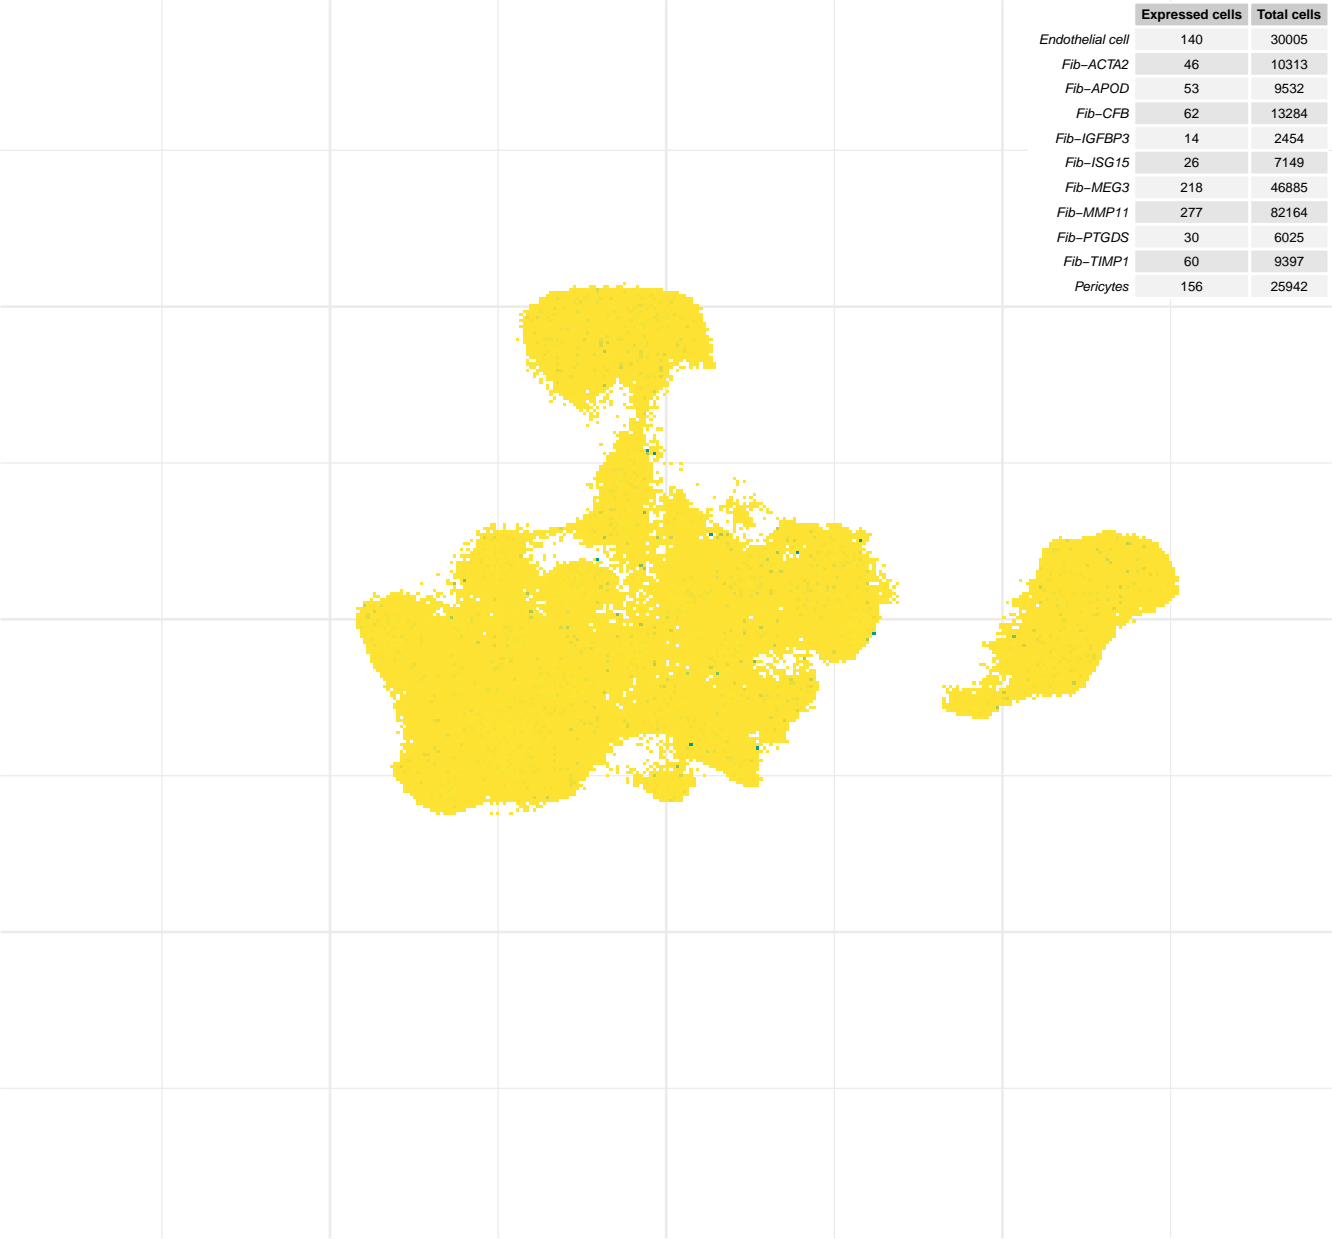 Expressed cells Total cells
Endothelial cell 140 30005
Fib−ACTA2 46 10313
Fib−APOD 53 9532
Fib−CFB 62 13284
Fib−IGFBP3 14 2454
Fib−ISG15 26 7149
Fib−MEG3 218 46885
Fib−MMP11 277 82164
Fib−PTGDS 30 6025
Fib−TIMP1 60 9397
Pericytes 156 25942